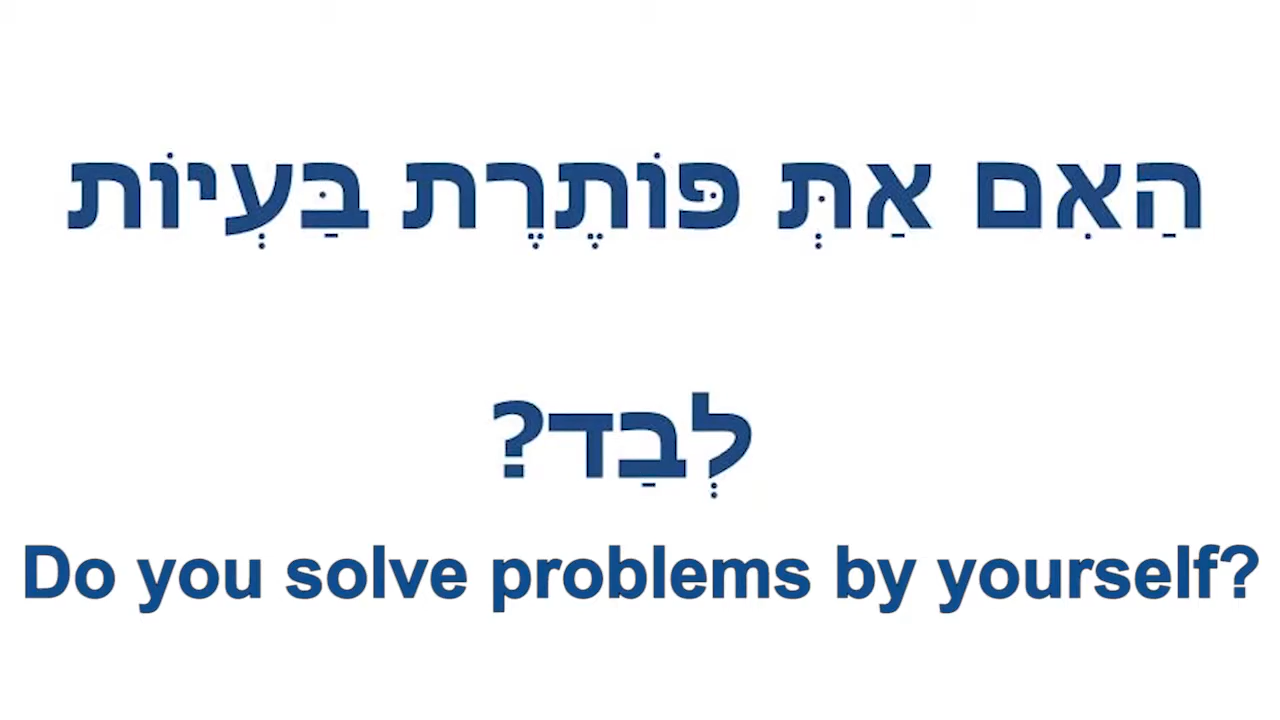 הַאִם אַתְּ פּוֹתֶרֶת בַּעְיוֹת
לְבַד?
Do you solve problems by yourself?